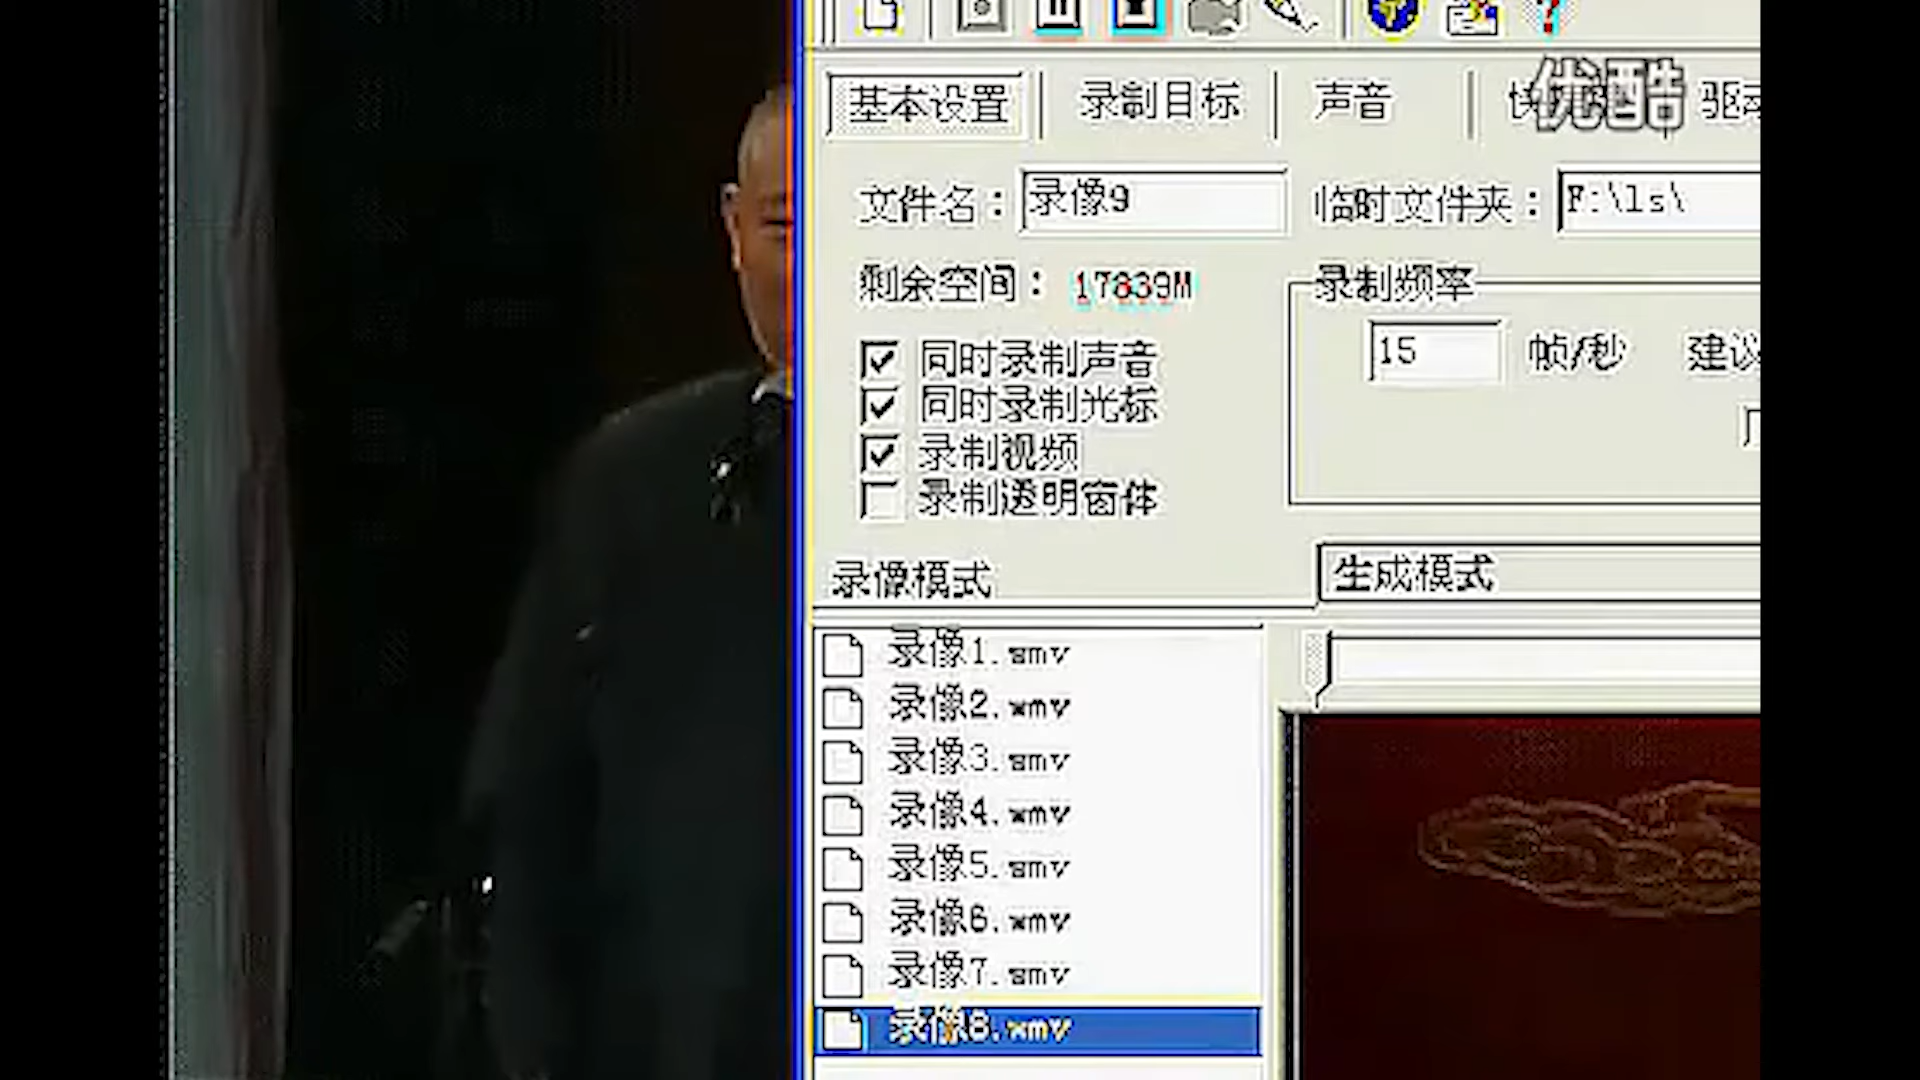 基本设置 录制目标 声音
优酷
文件名：录像9 临时文件夹：F:\ls\
剩余空间：17839M 录制频率
15 帧/秒 建议
同时录制声音
同时录制光标
录制视频
录制透明窗体
录像模式 生成模式
录像1.wmv
录像2.wmv
录像3.wmv
录像4.wmv
录像5.wmv
录像6.wmv
录像7.wmv
录像8.wmv